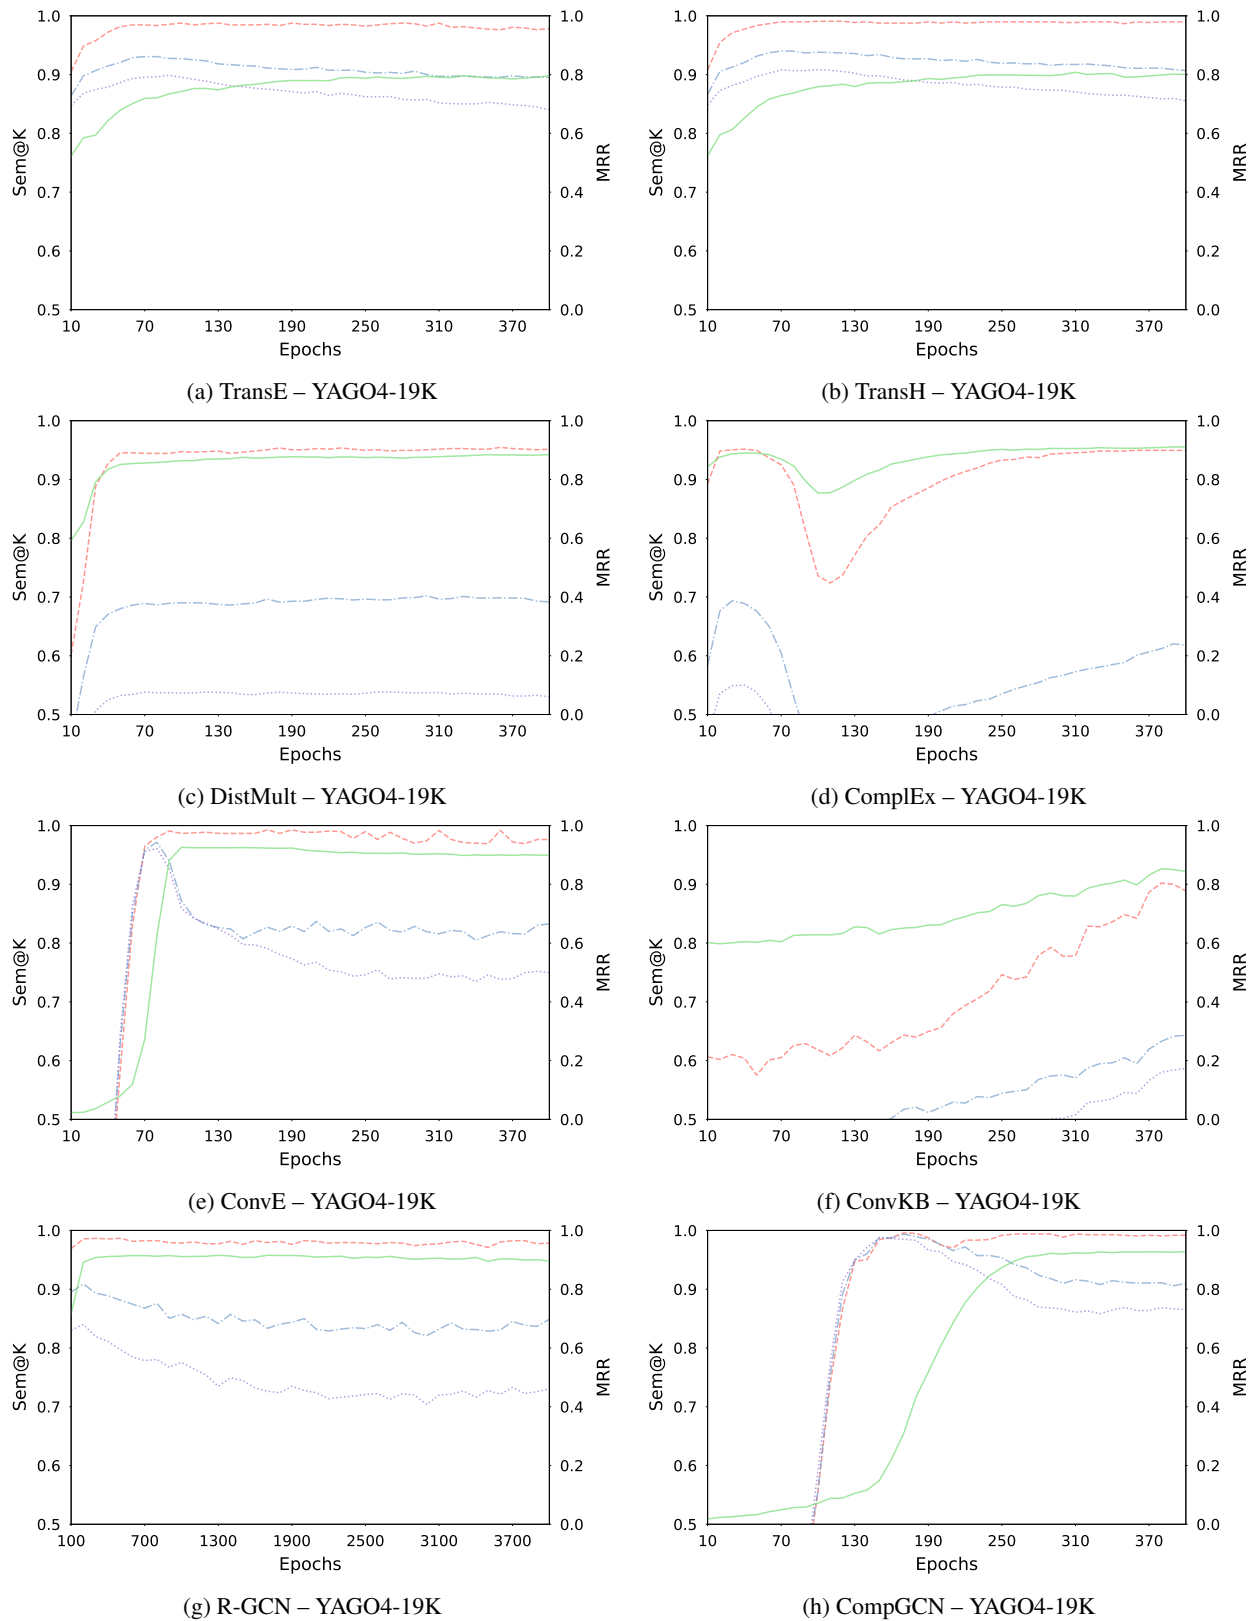 1.0
0.9
0.8
0.7
0.6
0.5
Sem@K
1.0
0.8
0.6
0.4
0.2
0.0
MRR
10 70 130 190 250 310 370
Epochs
(a) TransE – YAGO4-19K
1.0
0.9
0.8
0.7
0.6
0.5
Sem@K
1.0
0.8
0.6
0.4
0.2
0.0
MRR
10 70 130 190 250 310 370
Epochs
(b) TransH – YAGO4-19K
1.0
0.9
0.8
0.7
0.6
0.5
Sem@K
1.0
0.8
0.6
0.4
0.2
0.0
MRR
10 70 130 190 250 310 370
Epochs
(c) DistMult – YAGO4-19K
1.0
0.9
0.8
0.7
0.6
0.5
Sem@K
1.0
0.8
0.6
0.4
0.2
0.0
MRR
10 70 130 190 250 310 370
Epochs
(d) ComplEx – YAGO4-19K
1.0
0.9
0.8
0.7
0.6
0.5
Sem@K
1.0
0.8
0.6
0.4
0.2
0.0
MRR
10 70 130 190 250 310 370
Epochs
(e) ConvE – YAGO4-19K
1.0
0.9
0.8
0.7
0.6
0.5
Sem@K
1.0
0.8
0.6
0.4
0.2
0.0
MRR
10 70 130 190 250 310 370
Epochs
(f) ConvKB – YAGO4-19K
1.0
0.9
0.8
0.7
0.6
0.5
Sem@K
1.0
0.8
0.6
0.4
0.2
0.0
MRR
100 700 1300 1900 2500 3100 3700
Epochs
(g) R-GCN – YAGO4-19K
1.0
0.9
0.8
0.7
0.6
0.5
Sem@K
1.0
0.8
0.6
0.4
0.2
0.0
MRR
10 70 130 190 250 310 370
Epochs
(h) CompGCN – YAGO4-19K